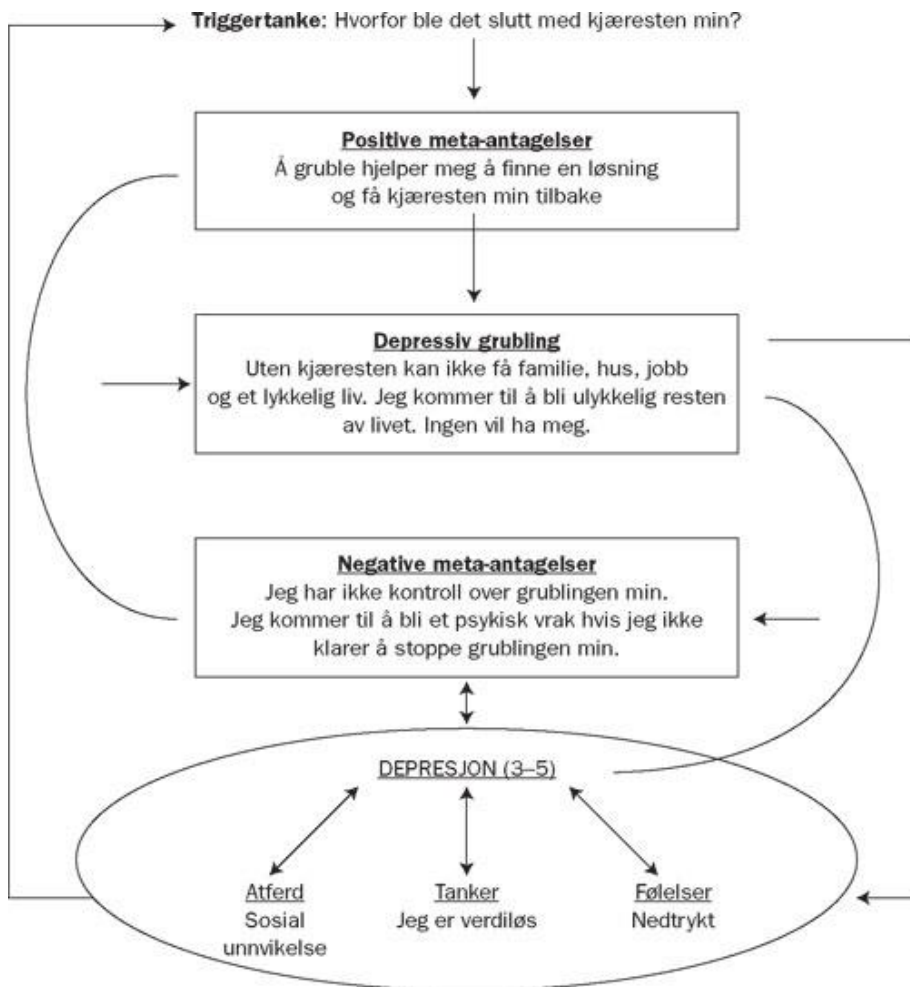 Triggertanke: Hvorfor ble det slutt med kjæresten min?
Positive meta-antagelser
Å gruble hjelper meg å finne en løsning
og få kjæresten min tilbake
Depressiv grubling
Uten kjæresten kan ikke få familie, hus, jobb
og et lykkelig liv. Jeg kommer til å bli ulykkelig resten
av livet. Ingen vil ha meg.
Negative meta-antagelser
Jeg har ikke kontroll over grublingen min.
Jeg kommer til å bli et psykisk vrak hvis jeg ikke
klarer å stoppe grublingen min.
DEPRESJON (3–5)
Atferd
Sosial
unnvikelse
Tanker
Jeg er verdiløs
Følelser
Nedtrykt